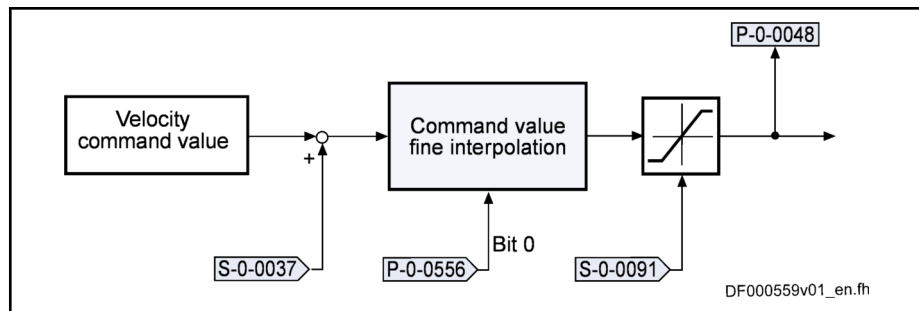 P-0-0048
Velocity
command value
+
Command value
fine interpolation
Bit 0
S-0-0037
P-0-0556
S-0-0091
DF000559v01_en.fh